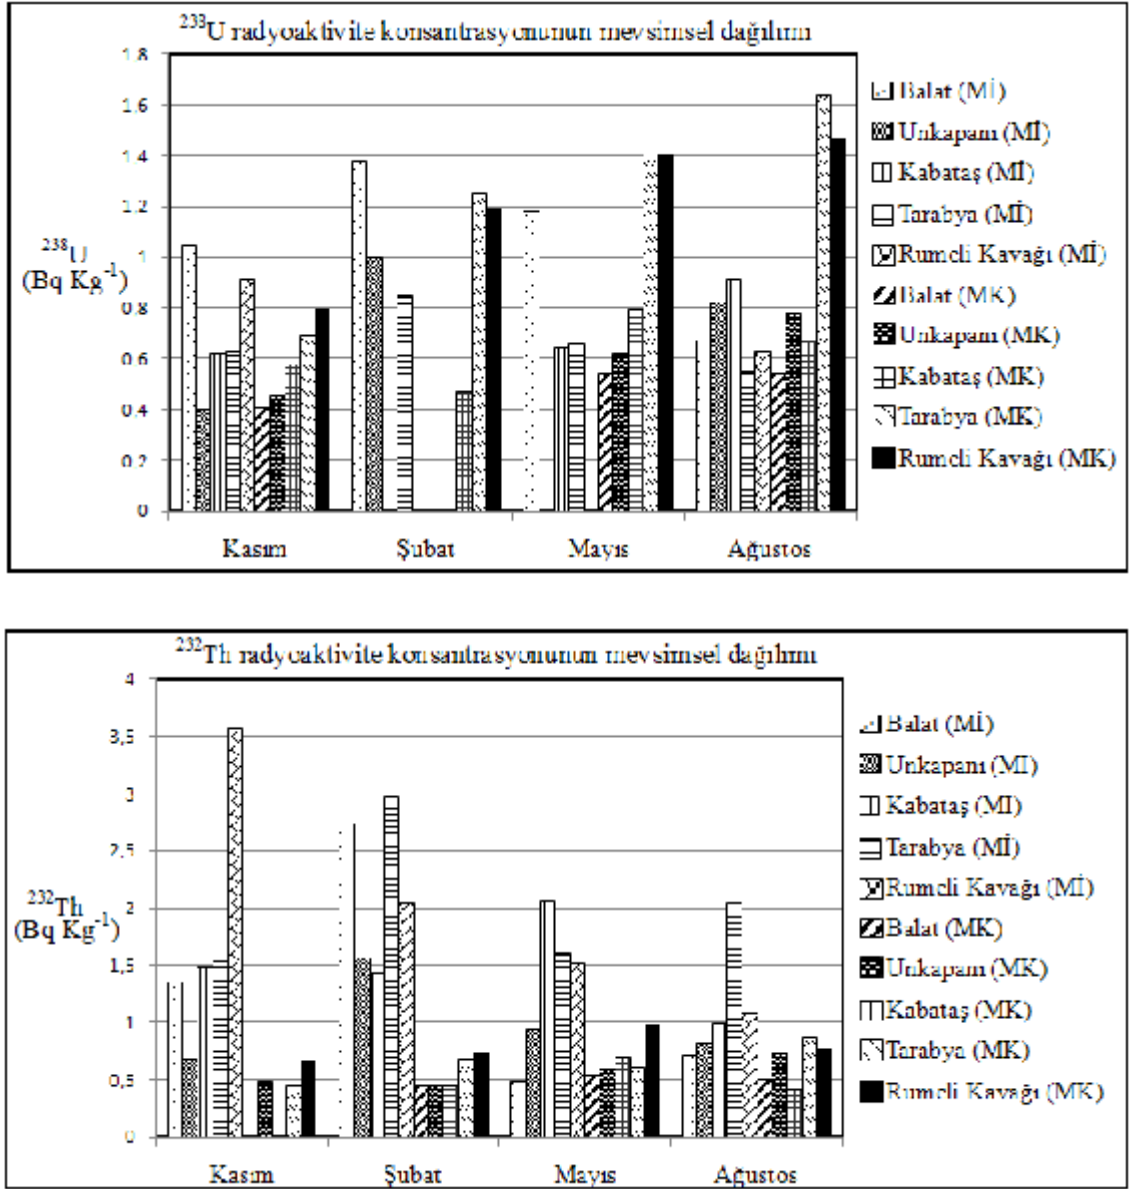 ²³⁸U radyoaktivite konsantrasyonunun mevsimsel dağılımı
1.8
1.6
1.4
1.2
1
0.8
0.6
0.4
0.2
0
²³⁸U
(Bq Kg⁻¹)
Kasım Şubat Mayıs Ağustos
Balat (Mİ)
Unkapanı (Mİ)
Kabataş (Mİ)
Tarabya (Mİ)
Rumeli Kavağı (Mİ)
Balat (MK)
Unkapanı (MK)
Kabataş (MK)
Tarabya (MK)
Rumeli Kavağı (MK)
²³²Th radyoaktivite konsantrasyonunun mevsimsel dağılımı
4
3,5
3
2,5
2
1,5
1
0,5
0
²³²Th
(Bq Kg⁻¹)
Kasım Şubat Mayıs Ağustos
Balat (Mİ)
Unkapanı (Mİ)
Kabataş (Mİ)
Tarabya (Mİ)
Rumeli Kavağı (Mİ)
Balat (MK)
Unkapanı (MK)
Kabataş (MK)
Tarabya (MK)
Rumeli Kavağı (MK)